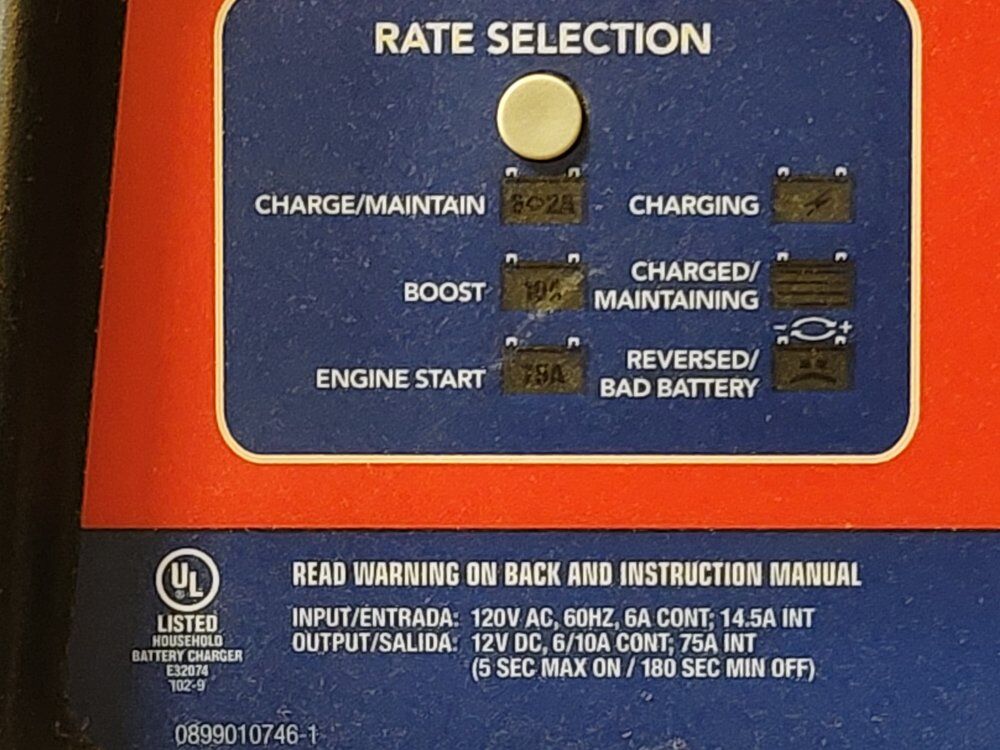 RATE SELECTION
CHARGE/MAINTAIN 6<>2A CHARGING
BOOST 10A CHARGED/
MAINTAINING
- +
ENGINE START 75A REVERSED/
BAD BATTERY
UL
®
LISTED
HOUSEHOLD
BATTERY CHARGER
E32074
102-9
READ WARNING ON BACK AND INSTRUCTION MANUAL
INPUT/ENTRADA: 120V AC, 60HZ, 6A CONT; 14.5A INT
OUTPUT/SALIDA: 12V DC, 6/10A CONT; 75A INT
(5 SEC MAX ON / 180 SEC MIN OFF)
0899010746-1